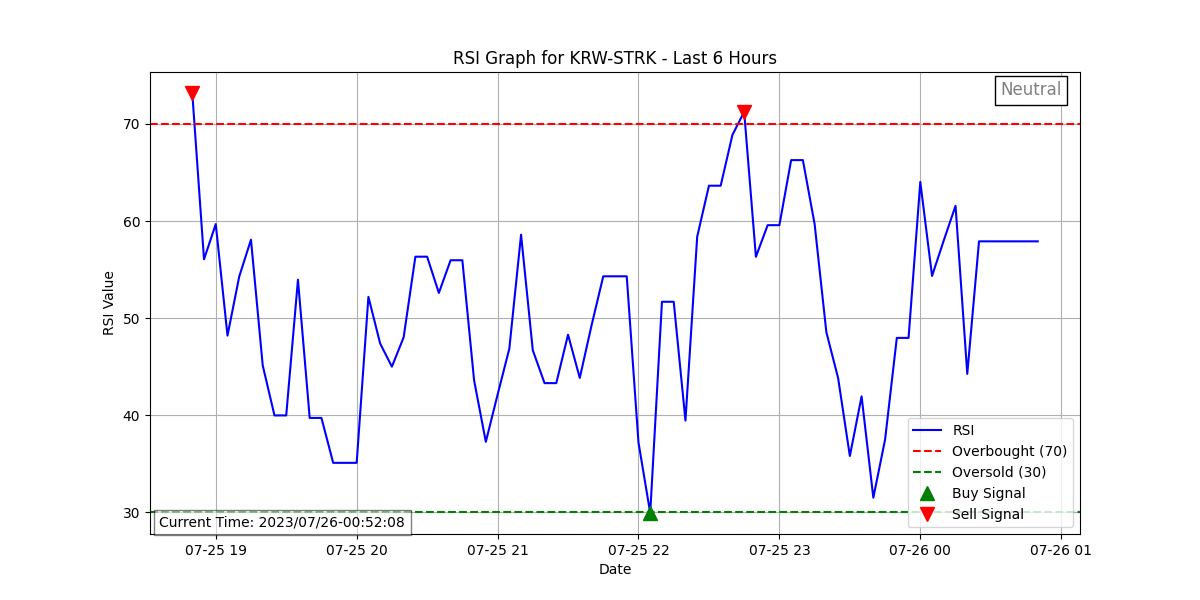 RSI Graph for KRW-STRK - Last 6 Hours
Neutral
RSI Value
70
60
50
40
30
RSI
Overbought (70)
Oversold (30)
Buy Signal
Sell Signal
Current Time: 2023/07/26-00:52:08
07-25 19 07-25 20 07-25 21 07-25 22 07-25 23 07-26 00 07-26 01
Date